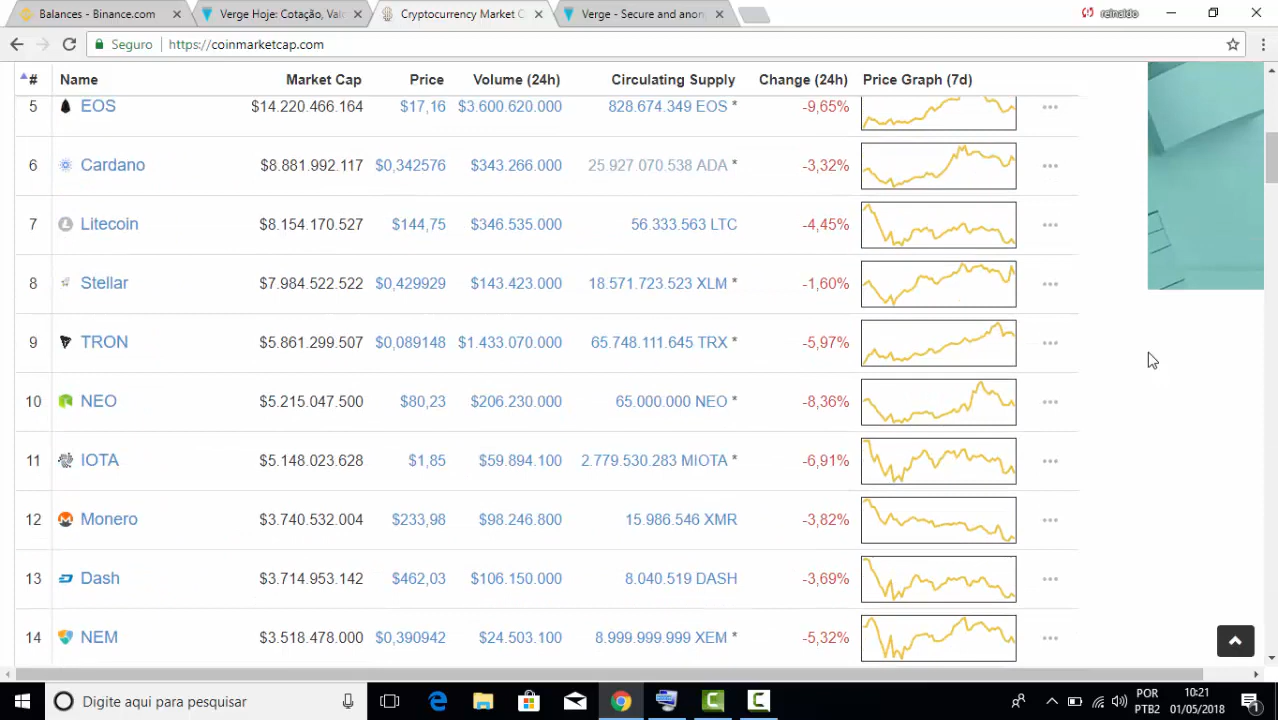 Balances - Binance.com
Verge Hoje: Cotação, Valo
Cryptocurrency Market C
Verge - Secure and anon
reinaldo
Seguro https://coinmarketcap.com
# Name Market Cap Price Volume (24h) Circulating Supply Change (24h) Price Graph (7d)
5 EOS $14.220.466.164 $17,16 $3.600.620.000 828.674.349 EOS * -9,65%
6 Cardano $8.881.992.117 $0,342576 $343.266.000 25 927.070.538 ADA * -3,32%
7 Litecoin $8.154.170.527 $144,75 $346.535.000 56 333.563 LTC -4,45%
8 Stellar $7.984.522.522 $0,429929 $143.423.000 18.571.723.523 XLM * -1,60%
9 TRON $5.861.299.507 $0,089148 $1.433.070.000 65.748.111.645 TRX * -5,97%
10 NEO $5.215.047.500 $80,23 $206.230.000 65.000.000 NEO * -8,36%
11 IOTA $5.148.023.628 $1,85 $59.894.100 2.779.530.283 MIOTA * -6,91%
12 Monero $3.740.532.004 $233,98 $98.246.800 15.986.546 XMR -3,82%
13 Dash $3.714.953.142 $462,03 $106.150.000 8.040.519 DASH -3,69%
14 NEM $3.518.478.000 $0,390942 $24.503.100 8.999.999.999 XEM * -5,32%
Digite aqui para pesquisar
POR
PTB2
10:21
01/05/2018
1